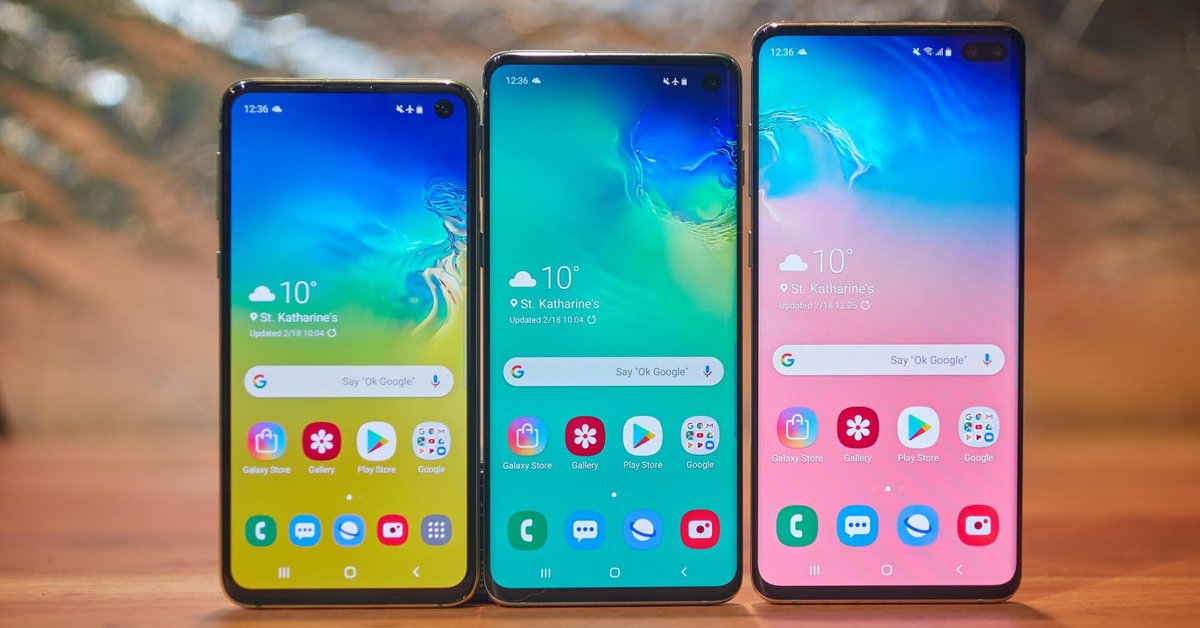 12:36
10°
St. Katharine's
Updated 2/18 10:04
Say "Ok Google"
Galaxy Store
Gallery
Play Store
Google
12:36
10°
St. Katharine's
Updated 2/18 10:04
Say "Ok Google"
Galaxy Store
Gallery
Play Store
Google
12:36
10°
St. Katharine's
Updated 2/18 12:05
Say "Ok Google"
Galaxy Store
Gallery
Play Store
Google